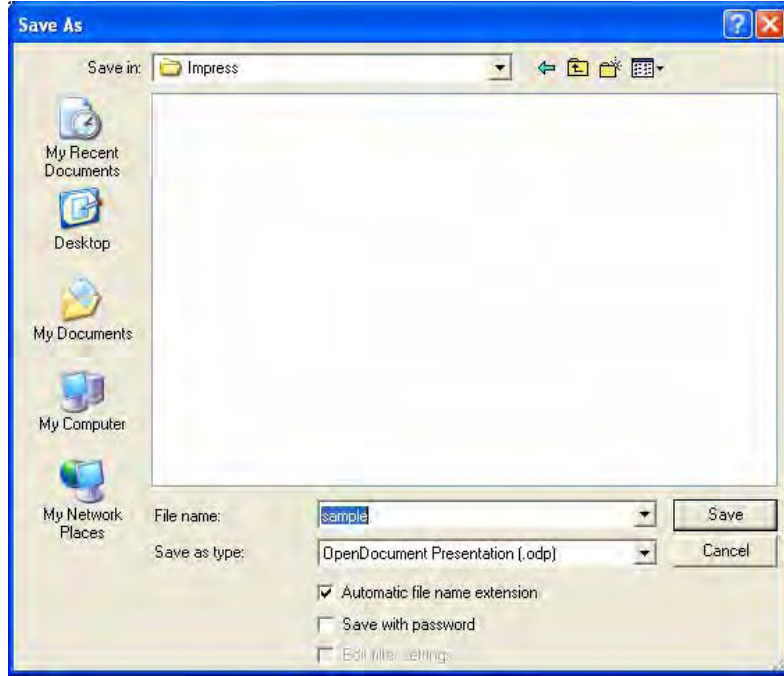 Save As
Save in:
Impress
My Recent
Documents
Desktop
My Documents
My Computer
My Network
Places
File name:
sample
Save
Save as type:
OpenDocument Presentation (.odp)
Cancel
Automatic file name extension
Save with password
Edit filter settings